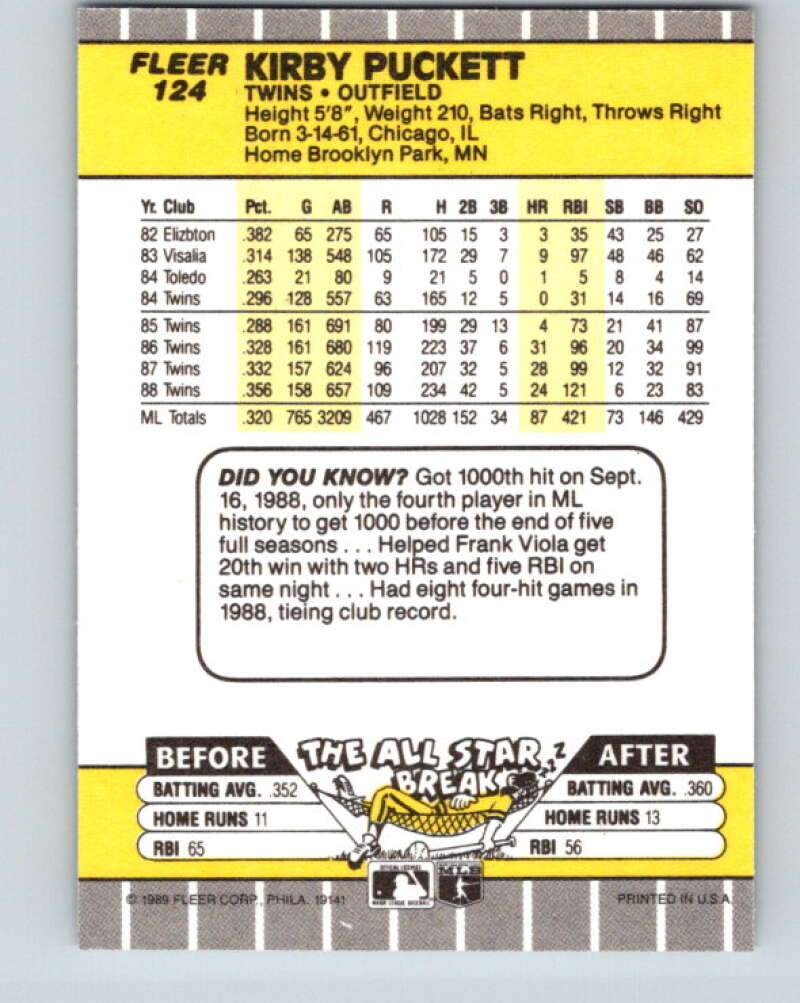 FLEER KIRBY PUCKETT
124 TWINS • OUTFIELD
Height 5'8", Weight 210, Bats Right, Throws Right
Born 3-14-61, Chicago, IL
Home Brooklyn Park, MN
Yr. Club Pct. G AB R H 2B 3B HR RBI SB BB SO
82 Elizbton .382 65 275 65 105 15 3 3 35 43 25 27
83 Visalia .314 138 548 105 172 29 7 9 97 48 46 62
84 Toledo .263 21 80 9 21 5 0 1 5 8 4 14
84 Twins .296 128 557 63 165 12 5 0 31 14 16 69
85 Twins .288 161 691 80 199 29 13 4 73 21 41 87
86 Twins .328 161 680 119 223 37 6 31 96 20 34 99
87 Twins .332 157 624 96 207 32 5 28 99 12 32 91
88 Twins .356 158 657 109 234 42 5 24 121 6 23 83
ML Totals .320 765 3209 467 1028 152 34 87 421 73 146 429
DID YOU KNOW? Got 1000th hit on Sept.
16, 1988, only the fourth player in ML
history to get 1000 before the end of five
full seasons . . . Helped Frank Viola get
20th win with two HRs and five RBI on
same night . . . Had eight four-hit games in
1988, tieing club record.
BEFORE THE ALL STAR BREAK AFTER
BATTING AVG. .352 BATTING AVG. .360
HOME RUNS 11 HOME RUNS 13
RBI 65 RBI 56
© 1989 FLEER CORP., PHILA. 19141 MLB PRINTED IN U.S.A.